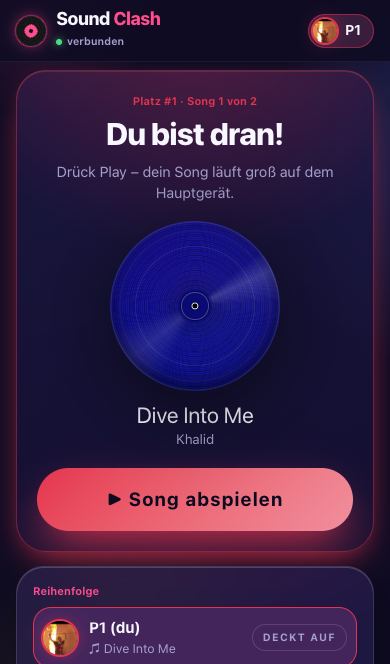 Sound Clash
verbunden
P1
Platz #1 · Song 1 von 2
Du bist dran!
Drück Play – dein Song läuft groß auf dem
Hauptgerät.
Dive Into Me
Khalid
Song abspielen
Reihenfolge
P1 (du)
Dive Into Me
DECKT AUF